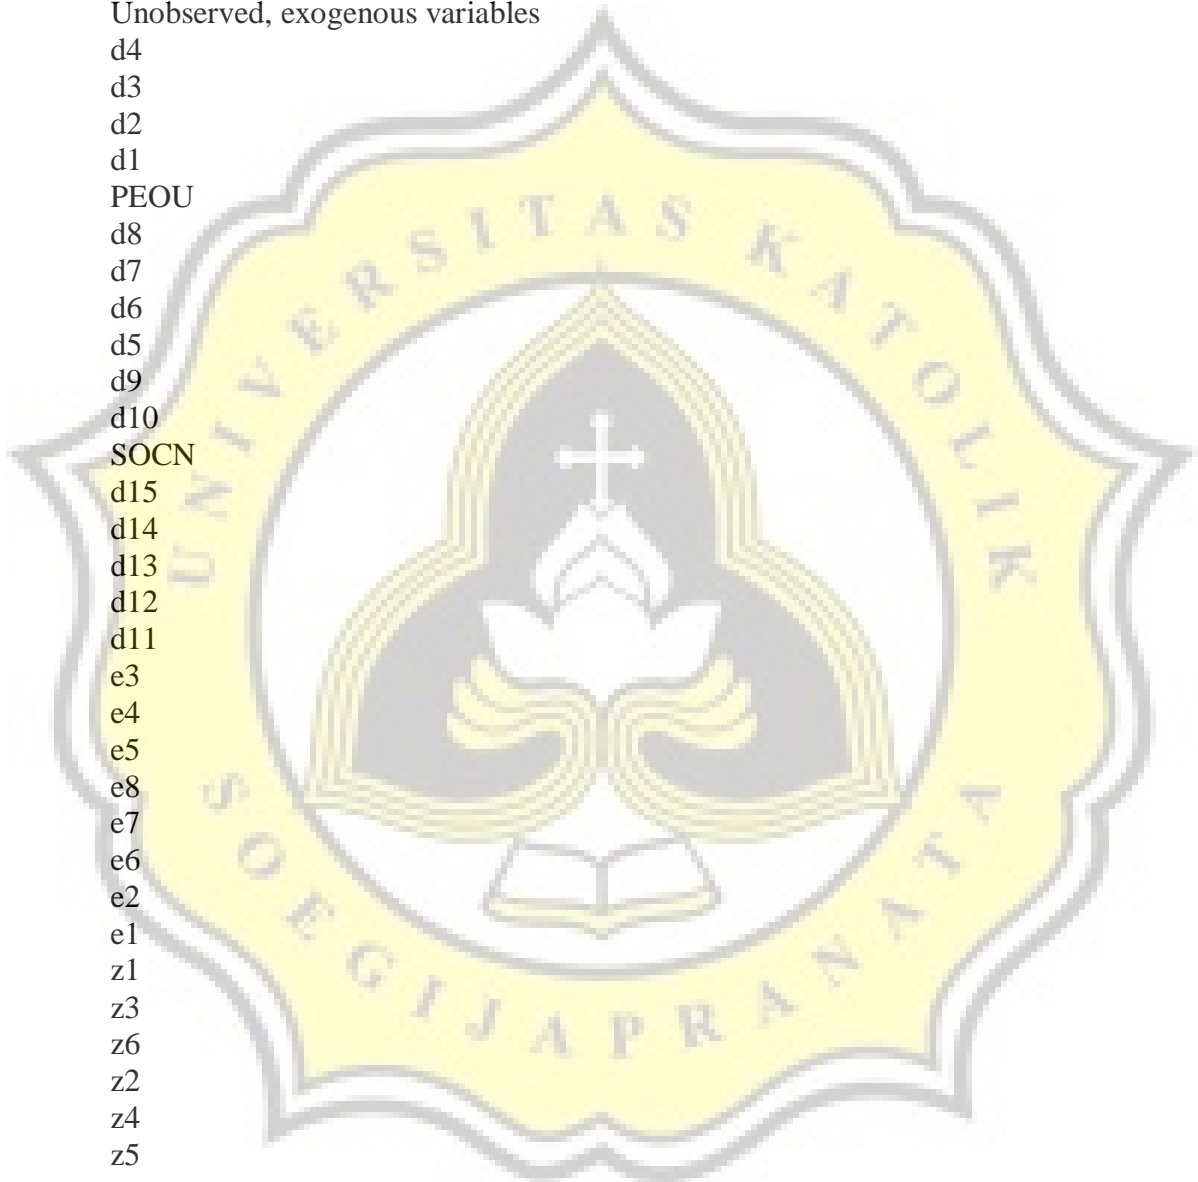 Unobserved, exogenous variables
d4
d3
d2
d1
PEOU
d8
d7
d6
d5
d9
d10
SOCN
d15
d14
d13
d12
d11
e3
e4
e5
e8
e7
e6
e2
e1
z1
z3
z6
z2
z4
z5
UNIVERSITAS KATOLIK
SOEGIJAPRANATA